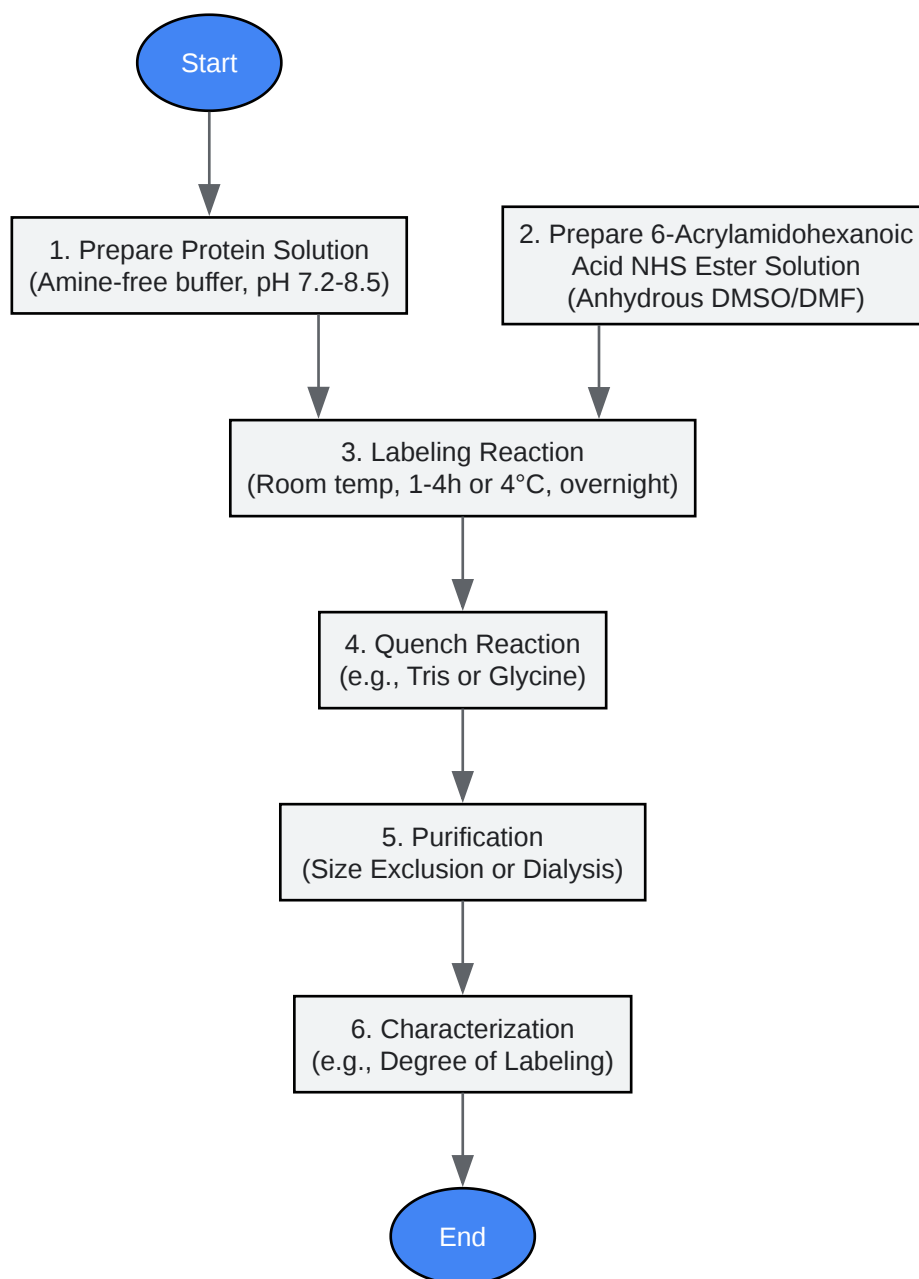 Start
1. Prepare Protein Solution
(Amine-free buffer, pH 7.2-8.5)
2. Prepare 6-Acrylamidohexanoic
Acid NHS Ester Solution
(Anhydrous DMSO/DMF)
3. Labeling Reaction
(Room temp, 1-4h or 4°C, overnight)
4. Quench Reaction
(e.g., Tris or Glycine)
5. Purification
(Size Exclusion or Dialysis)
6. Characterization
(e.g., Degree of Labeling)
End